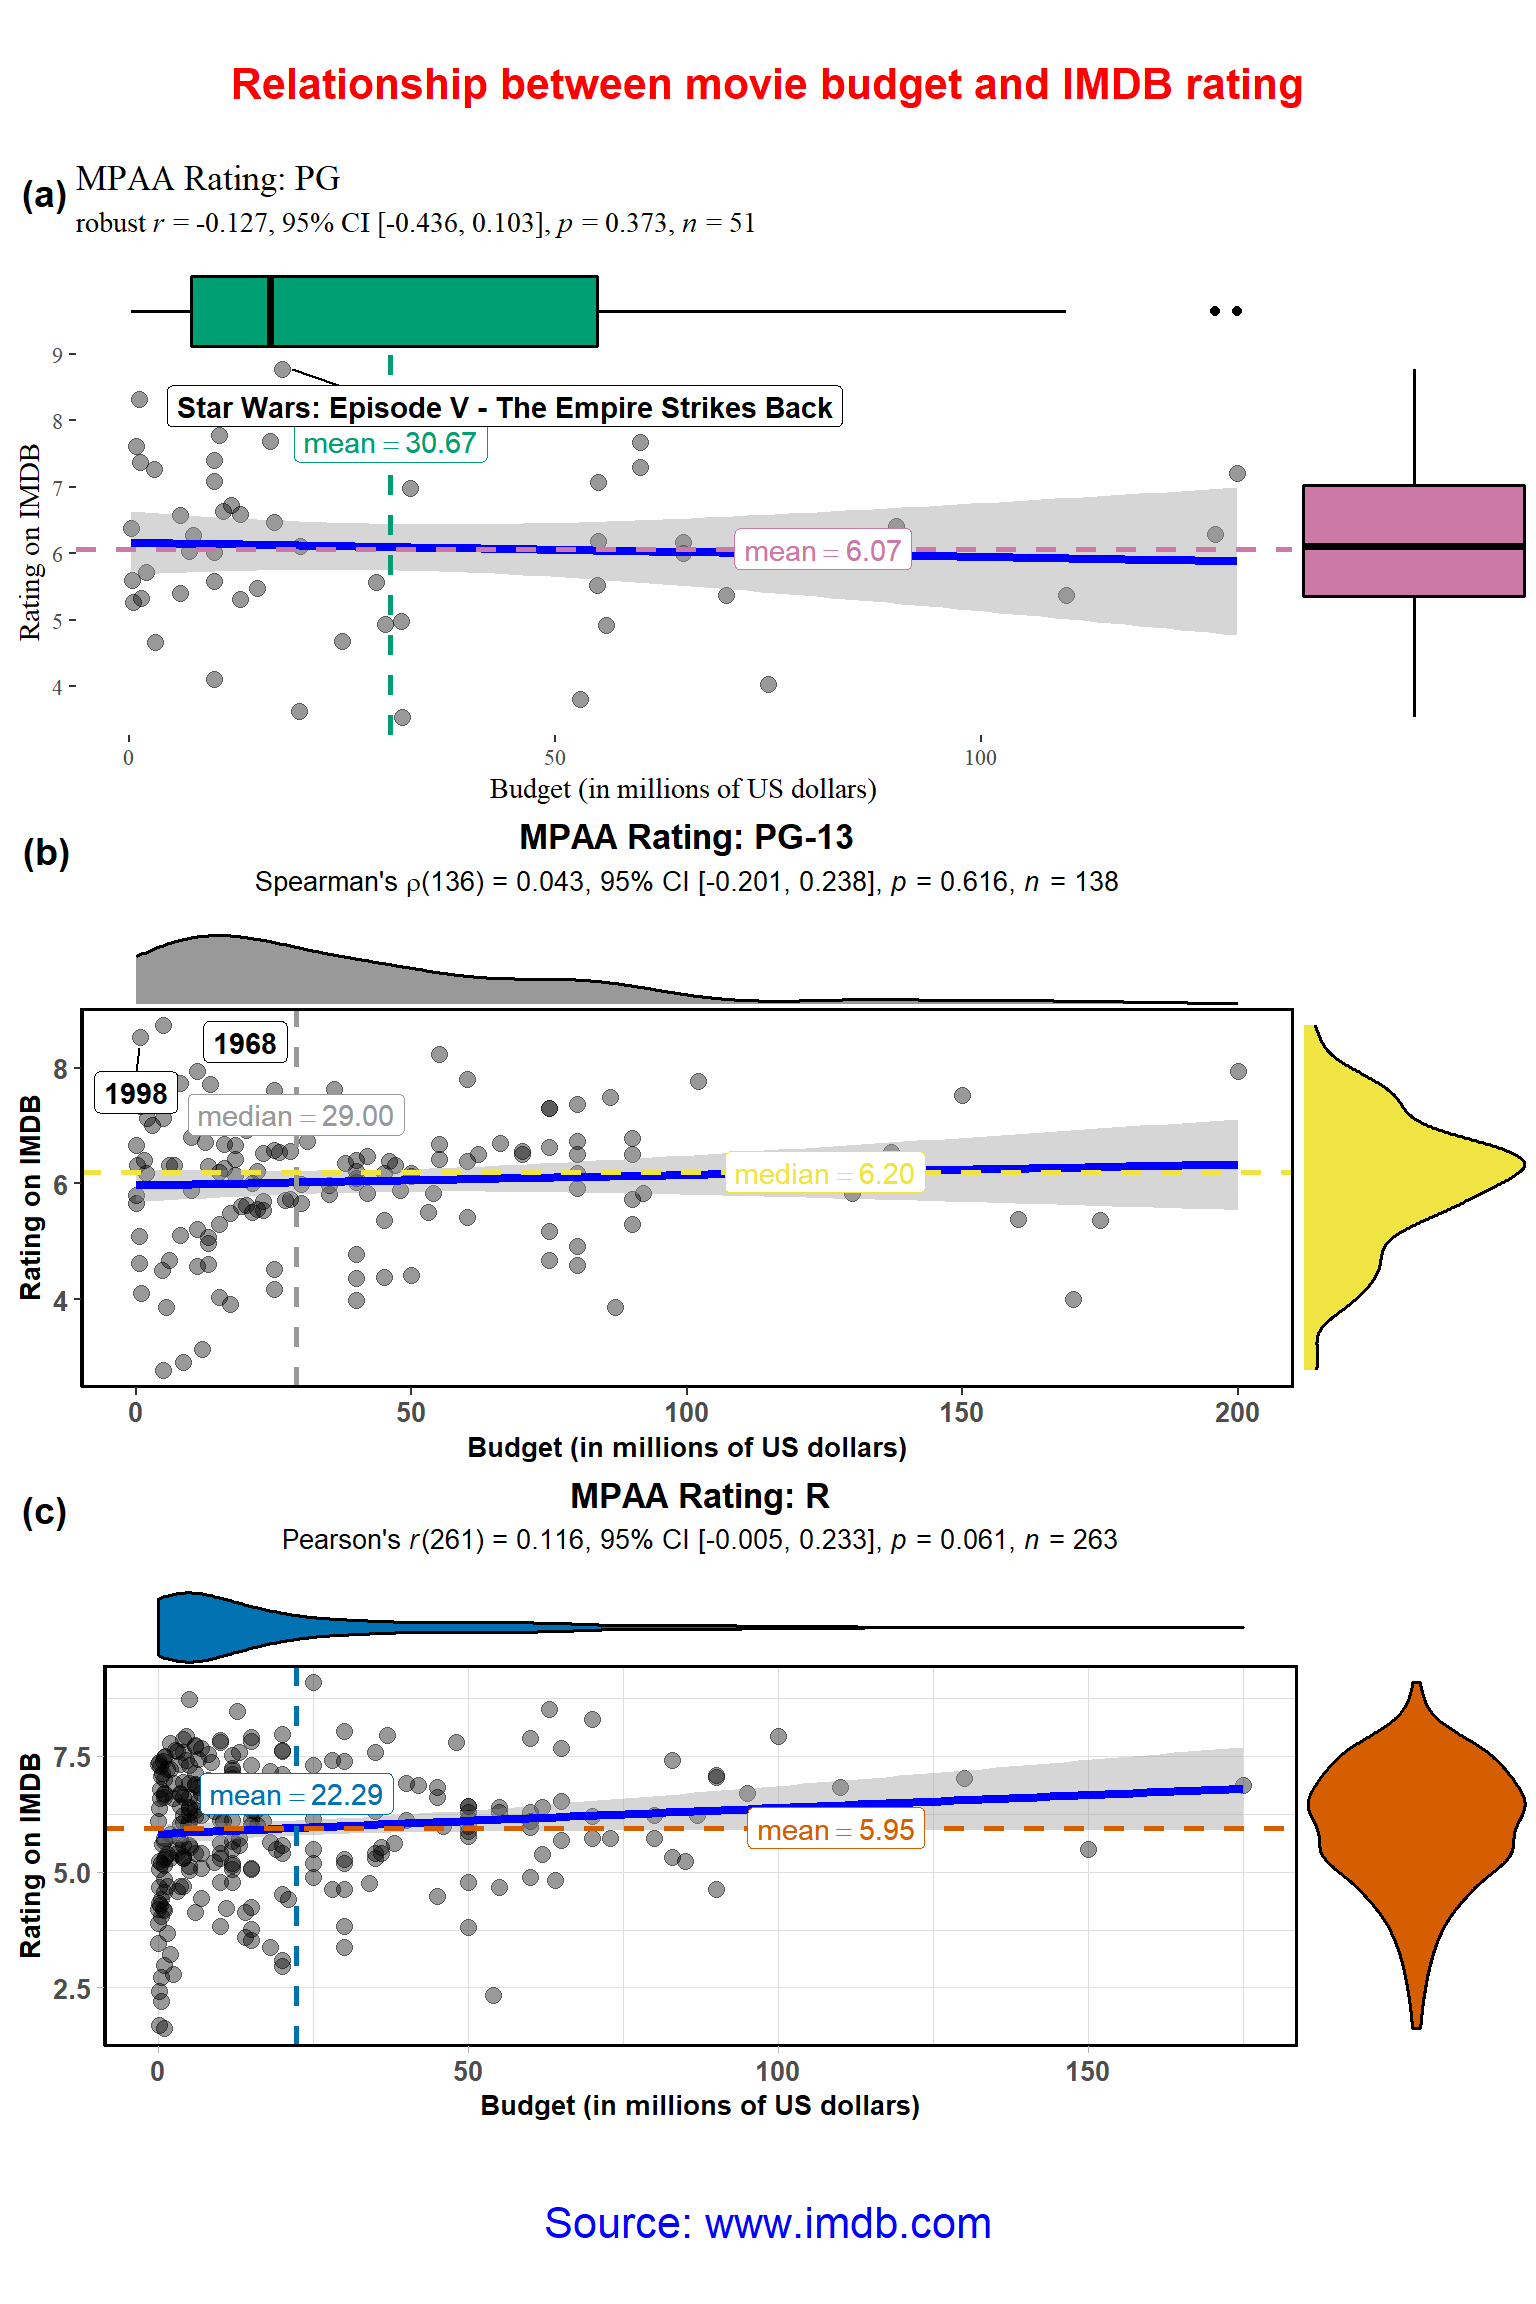 Relationship between movie budget and IMDB rating
(a)
MPAA Rating: PG
robust r = -0.127, 95% CI [-0.436, 0.103], p = 0.373, n = 51
9
8
7
6
5
4
Rating on IMDB
Star Wars: Episode V - The Empire Strikes Back
mean = 30.67
mean = 6.07
0
50
100
Budget (in millions of US dollars)
(b)
MPAA Rating: PG-13
Spearman's ρ(136) = 0.043, 95% CI [-0.201, 0.238], p = 0.616, n = 138
8
6
4
Rating on IMDB
1968
1998
median = 29.00
median = 6.20
0
50
100
150
200
Budget (in millions of US dollars)
(c)
MPAA Rating: R
Pearson's r(261) = 0.116, 95% CI [-0.005, 0.233], p = 0.061, n = 263
7.5
5.0
2.5
Rating on IMDB
mean = 22.29
mean = 5.95
0
50
100
150
Budget (in millions of US dollars)
Source: www.imdb.com